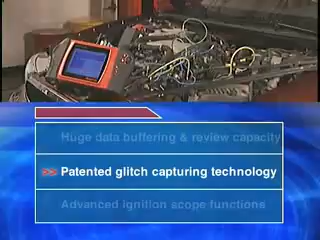 Huge data buffering & review capacity
>> Patented glitch capturing technology
Advanced ignition scope functions